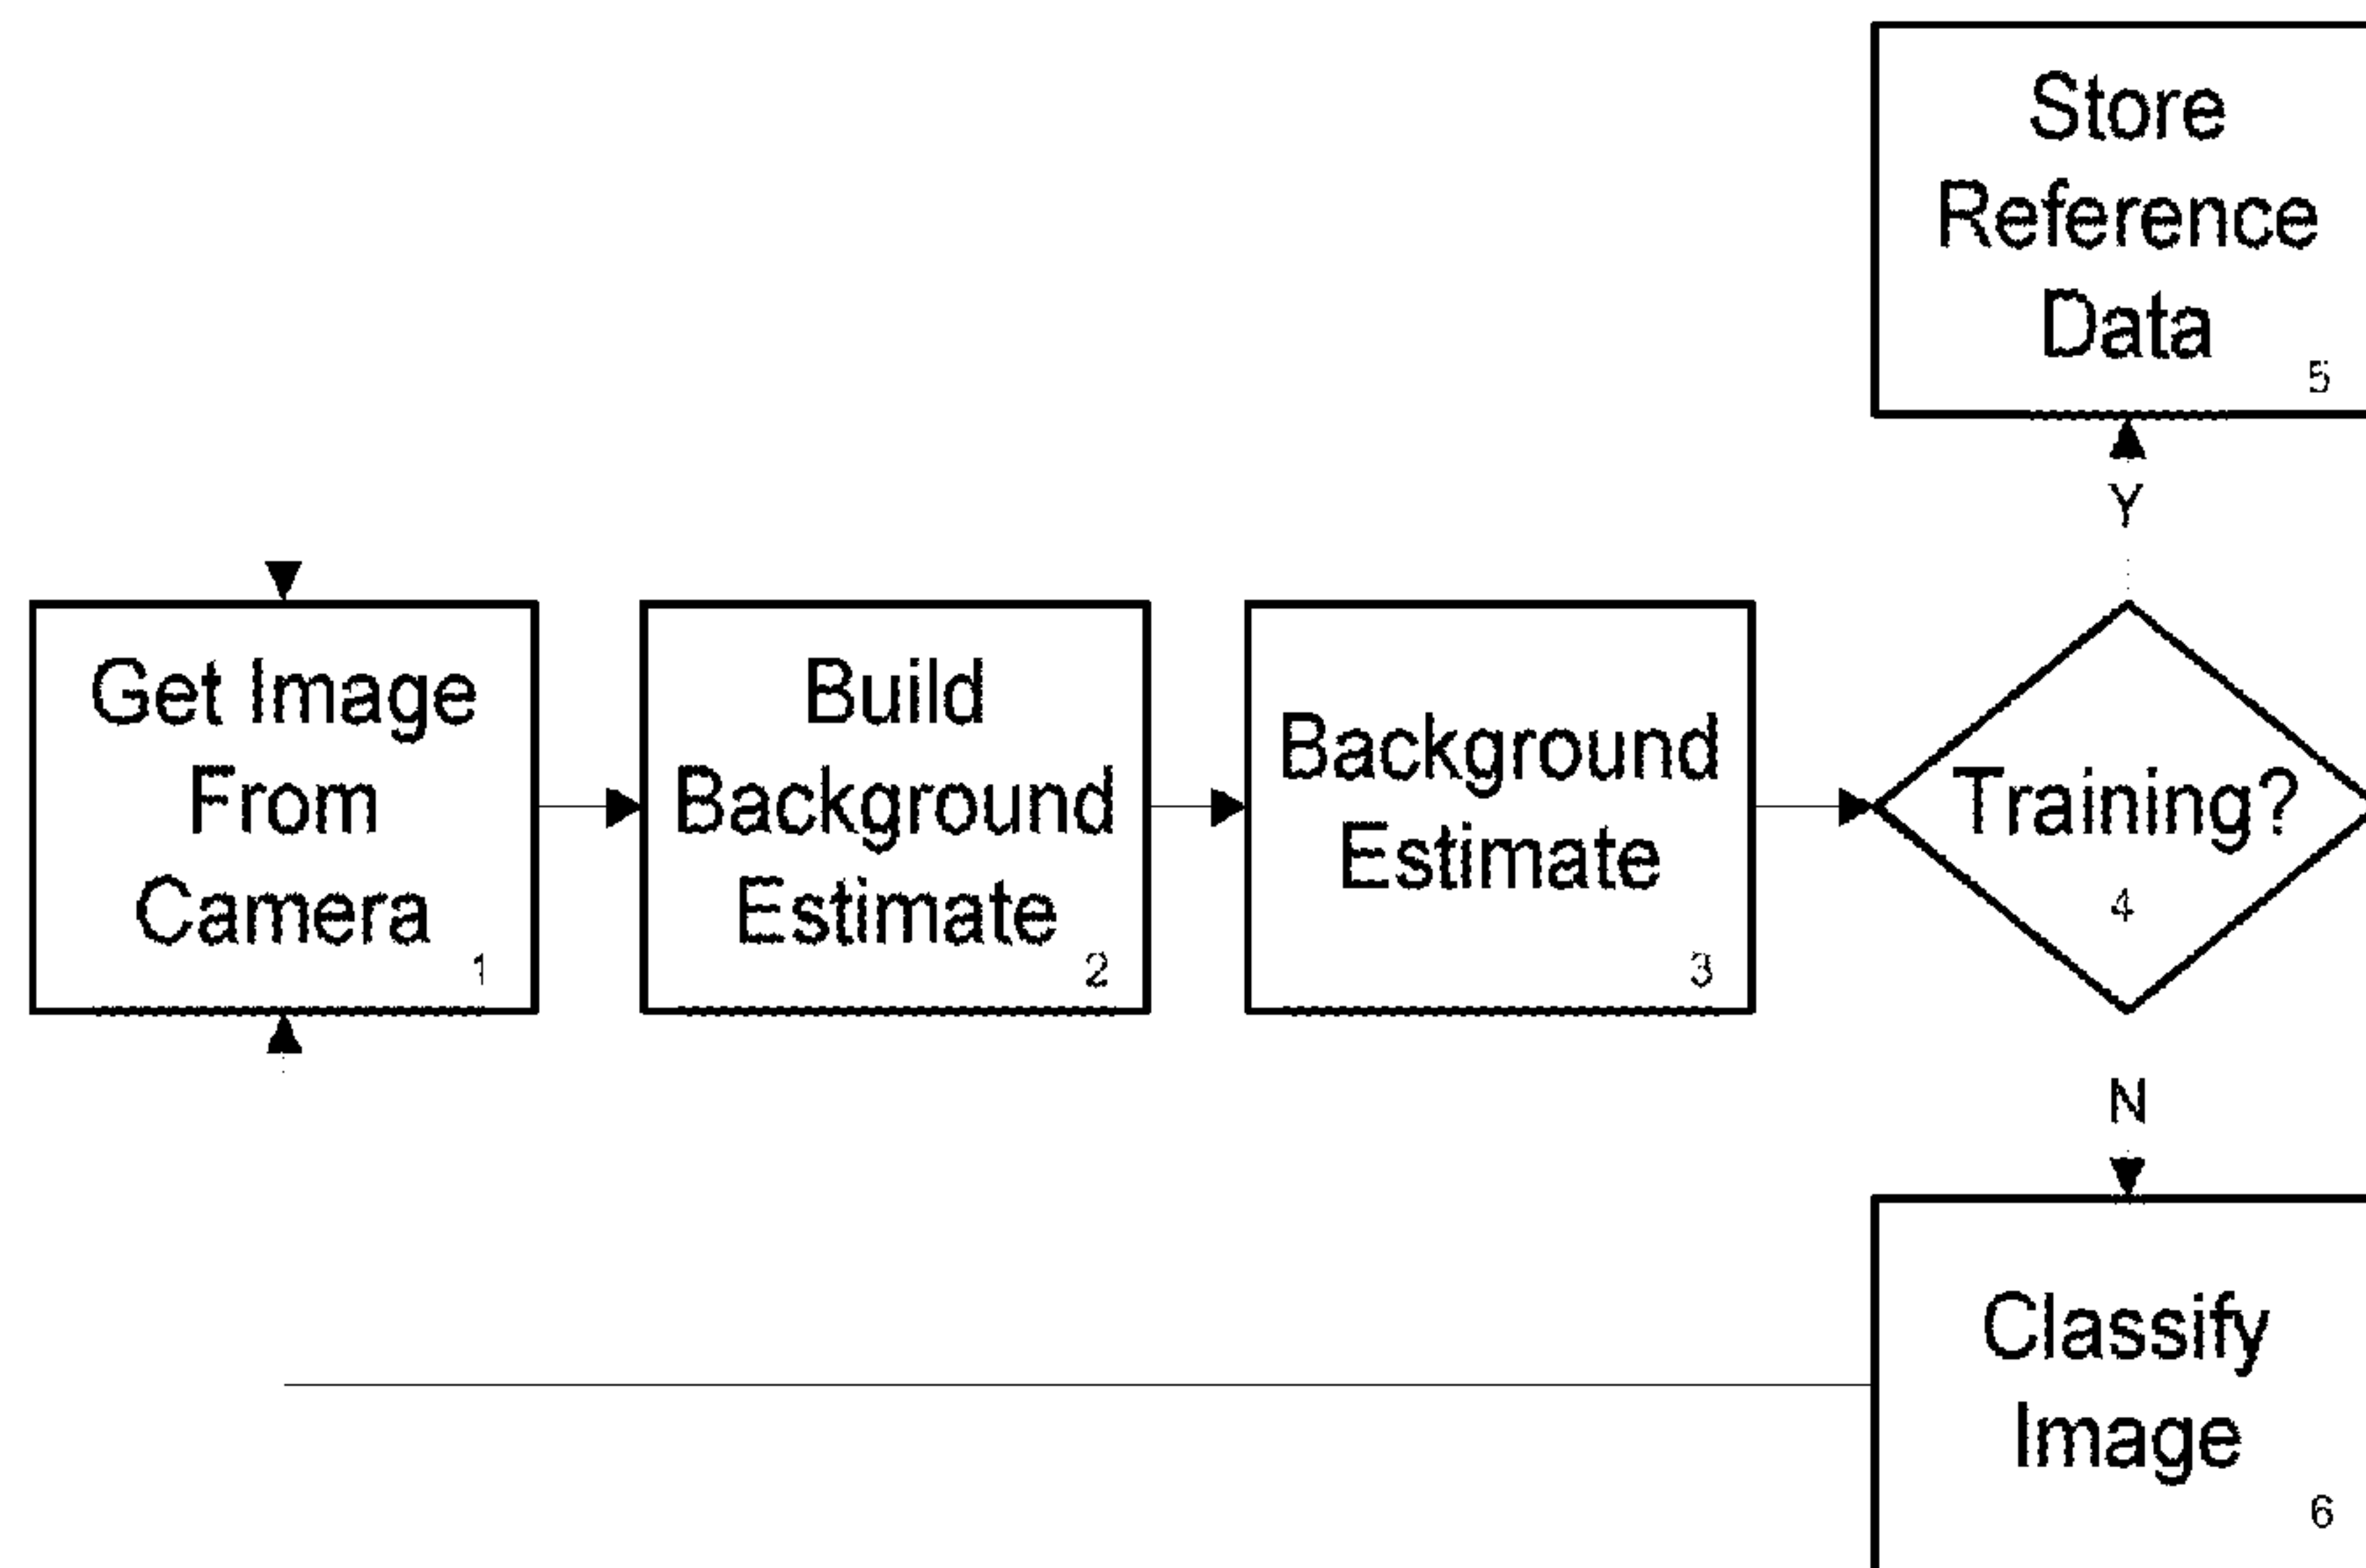 Store
Reference
Data
5
Y
Get Image
From
Camera
1
Build
Background
Estimate
2
Background
Estimate
3
Training?
4
N
Classify
Image
6